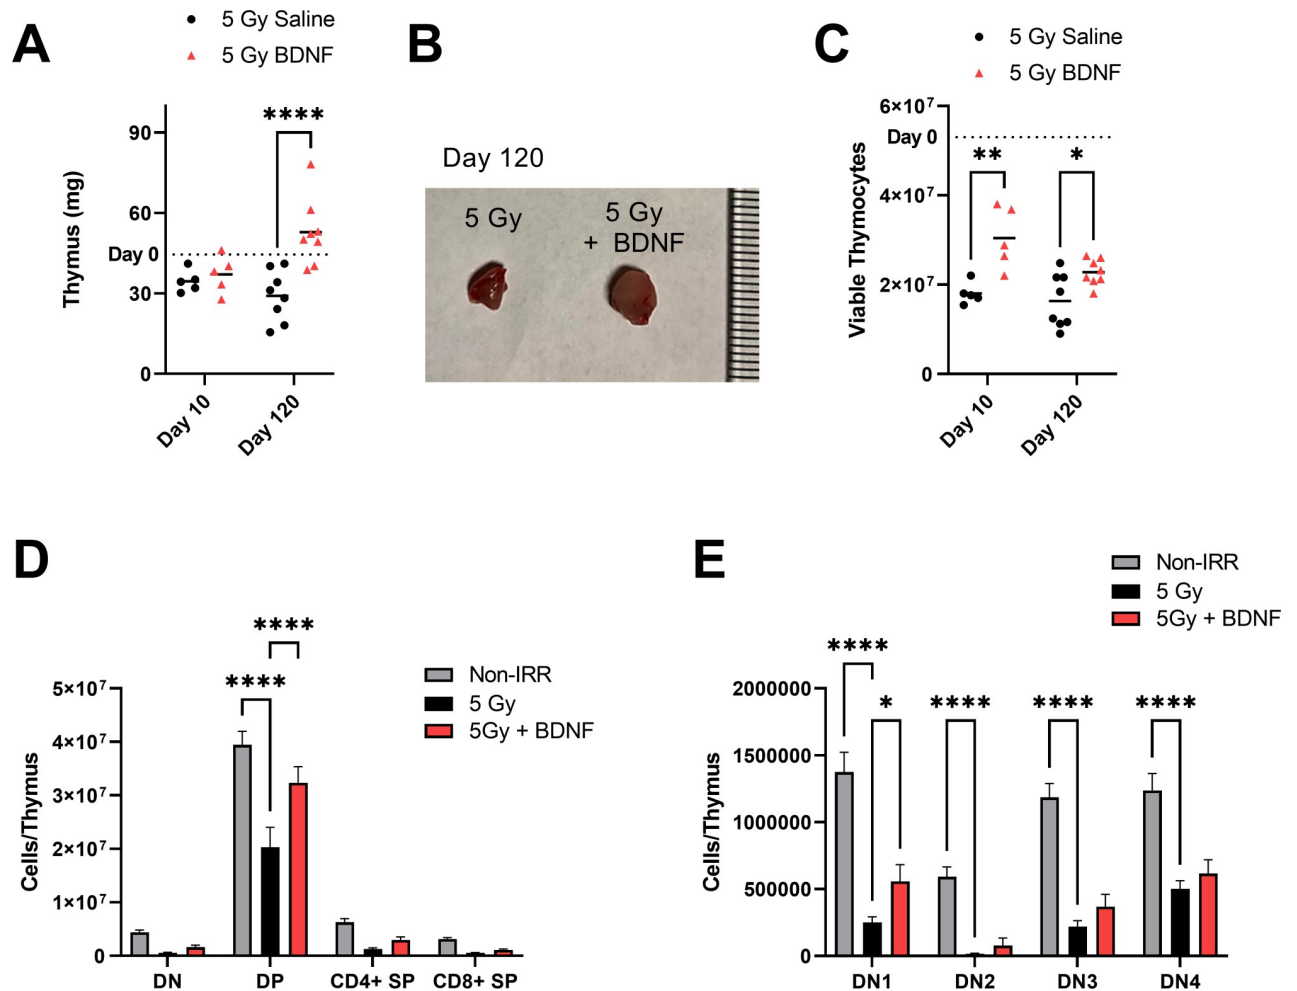 A
5 Gy Saline
5 Gy BDNF
****
90
60
Day 0
30
0
Thymus (mg)
Day 10
Day 120
B
Day 120
5 Gy
5 Gy
+ BDNF
C
5 Gy Saline
5 Gy BDNF
6×10⁷
Day 0
**
*
4×10⁷
2×10⁷
0
Viable Thymocytes
Day 10
Day 120
D
****
****
Non-IRR
5 Gy
5Gy + BDNF
5×10⁷
4×10⁷
3×10⁷
2×10⁷
1×10⁷
0
Cells/Thymus
DN
DP
CD4+ SP
CD8+ SP
E
Non-IRR
5 Gy
5Gy + BDNF
****
*
****
****
****
2000000
1500000
1000000
500000
0
Cells/Thymus
DN1
DN2
DN3
DN4